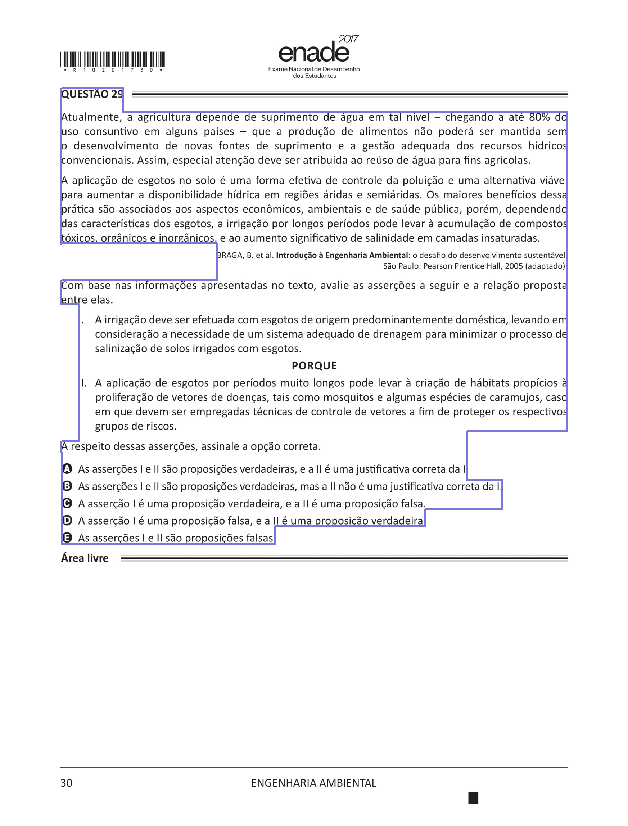 *R1020173D*
enade 2017
Exame Nacional de Desempenho
dos Estudantes
QUESTÃO 29
Atualmente, a agricultura depende de suprimento de água em tal nível – chegando a até 80% do
uso consuntivo em alguns países – que a produção de alimentos não poderá ser mantida sem
o desenvolvimento de novas fontes de suprimento e a gestão adequada dos recursos hídricos
convencionais. Assim, especial atenção deve ser atribuída ao reúso de água para fins agrícolas.
A aplicação de esgotos no solo é uma forma efetiva de controle da poluição e uma alternativa viáve
para aumentar a disponibilidade hídrica em regiões áridas e semiáridas. Os maiores benefícios dessa
prática são associados aos aspectos econômicos, ambientais e de saúde pública, porém, dependendo
das características dos esgotos, a irrigação por longos períodos pode levar à acumulação de compostos
tóxicos, orgânicos e inorgânicos, e ao aumento significativo de salinidade em camadas insaturadas.
BRAGA, B. et al. Introdução à Engenharia Ambiental: o desafio do desenvolvimento sustentável
São Paulo: Pearson Prentice Hall, 2005 (adaptado)
Com base nas informações apresentadas no texto, avalie as asserções a seguir e a relação proposta
entre elas.
. A irrigação deve ser efetuada com esgotos de origem predominantemente doméstica, levando em
consideração a necessidade de um sistema adequado de drenagem para minimizar o processo de
salinização de solos irrigados com esgotos.
PORQUE
I. A aplicação de esgotos por períodos muito longos pode levar à criação de hábitats propícios à
proliferação de vetores de doenças, tais como mosquitos e algumas espécies de caramujos, caso
em que devem ser empregadas técnicas de controle de vetores a fim de proteger os respectivos
grupos de riscos.
A respeito dessas asserções, assinale a opção correta.
A As asserções I e II são proposições verdadeiras, e a II é uma justificativa correta da I
B As asserções I e II são proposições verdadeiras, mas a II não é uma justificativa correta da I.
C A asserção I é uma proposição verdadeira, e a II é uma proposição falsa.
D A asserção I é uma proposição falsa, e a II é uma proposição verdadeira
E As asserções I e II são proposições falsas
Área livre
30
ENGENHARIA AMBIENTAL